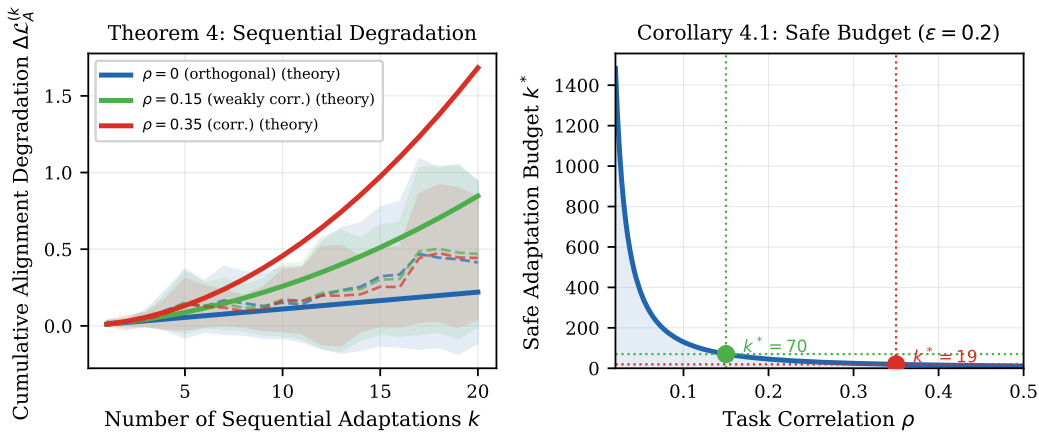 Theorem 4: Sequential Degradation
Cumulative Alignment Degradation Δℒ_A^{(k
ρ = 0 (orthogonal) (theory)
ρ = 0.15 (weakly corr.) (theory)
ρ = 0.35 (corr.) (theory)
1.5
1.0
0.5
0.0
5
10
15
20
Number of Sequential Adaptations k
Corollary 4.1: Safe Budget (ε = 0.2)
Safe Adaptation Budget k*
1400
1200
1000
800
600
400
200
0
k* = 70
k* = 19
0.1
0.2
0.3
0.4
0.5
Task Correlation ρ